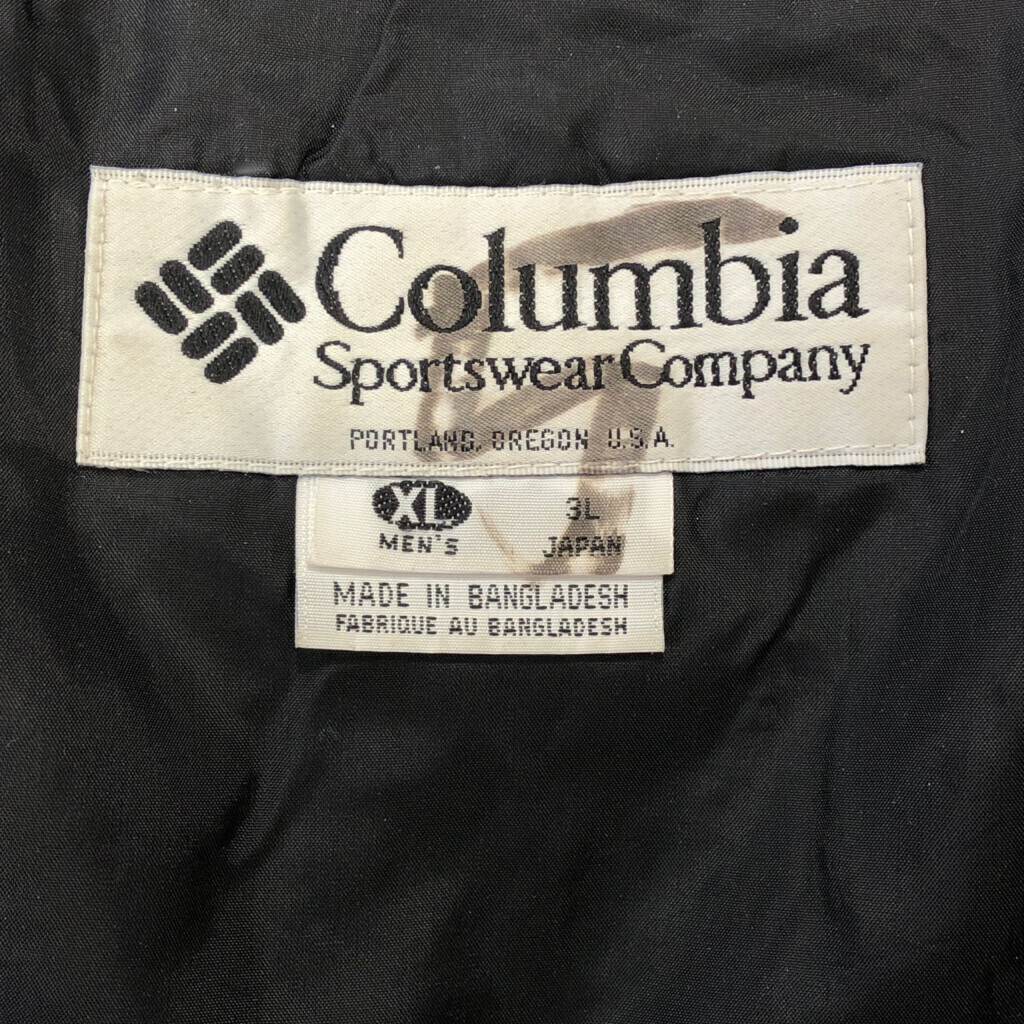 Columbia
Sportswear Company
PORTLAND, OREGON U.S.A.
XL 3L
MEN'S JAPAN
MADE IN BANGLADESH
FABRIQUE AU BANGLADESH